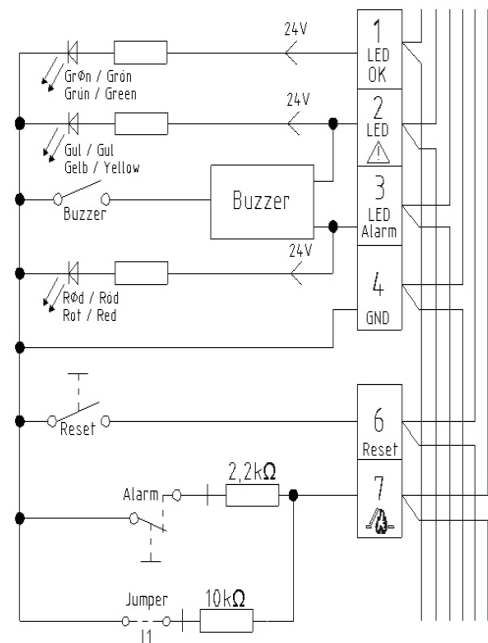 24V
1
LED
OK
Grøn / Grön
Grün / Green
24V
2
LED
Gul / Gul
Gelb / Yellow
Buzzer
Buzzer
3
LED
Alarm
24V
4
GND
Rød / Röd
Rot / Red
Reset
6
Reset
Alarm
2,2kΩ
7
Jumper
J1
10kΩ